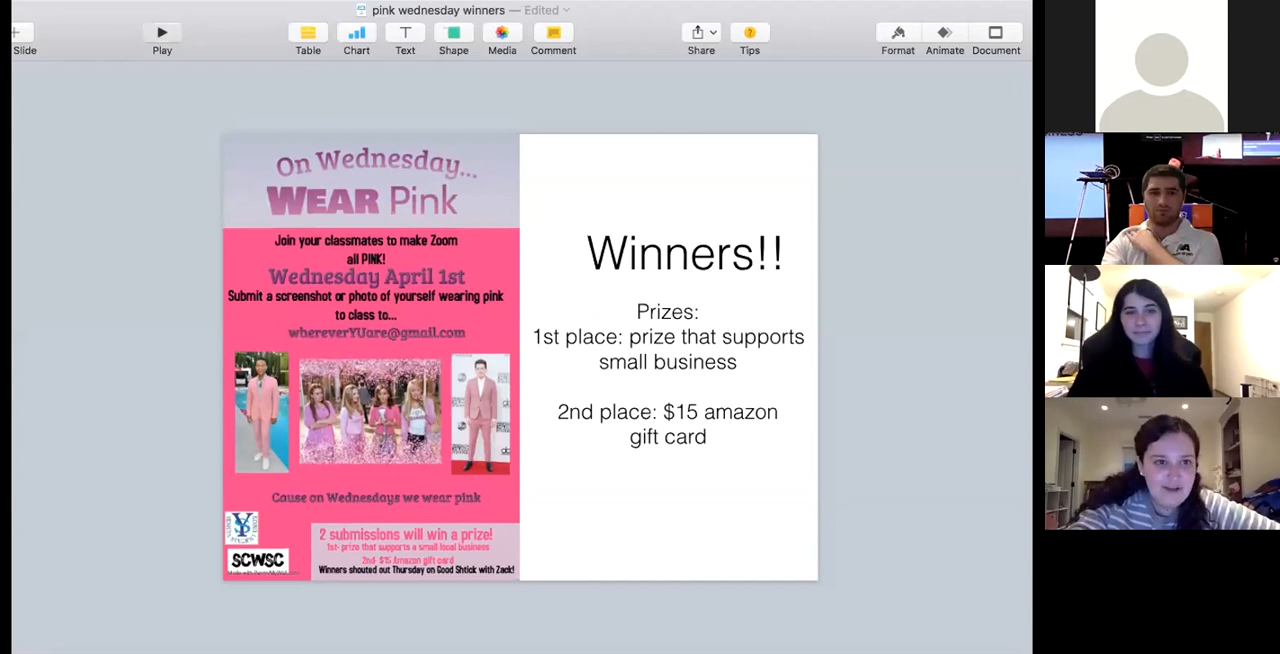 pink wednesday winners — Edited
Slide
Play
Table
Chart
Text
Shape
Media
Comment
Share
Tips
Format
Animate
Document
On Wednesday...
WEAR Pink
Join your classmates to make Zoom
all PINK!
Wednesday April 1st
Submit a screenshot or photo of yourself wearing pink
to class to...
whereverYUare@gmail.com
Cause on Wednesdays we wear pink
SCWSC
2 submissions will win a prize!
1st- prize that supports a small local business
2nd- $15 Amazon gift card
Winners shouted out Thursday on Good Shtick with Zack!
Winners!!
Prizes:
1st place: prize that supports
small business
2nd place: $15 amazon
gift card